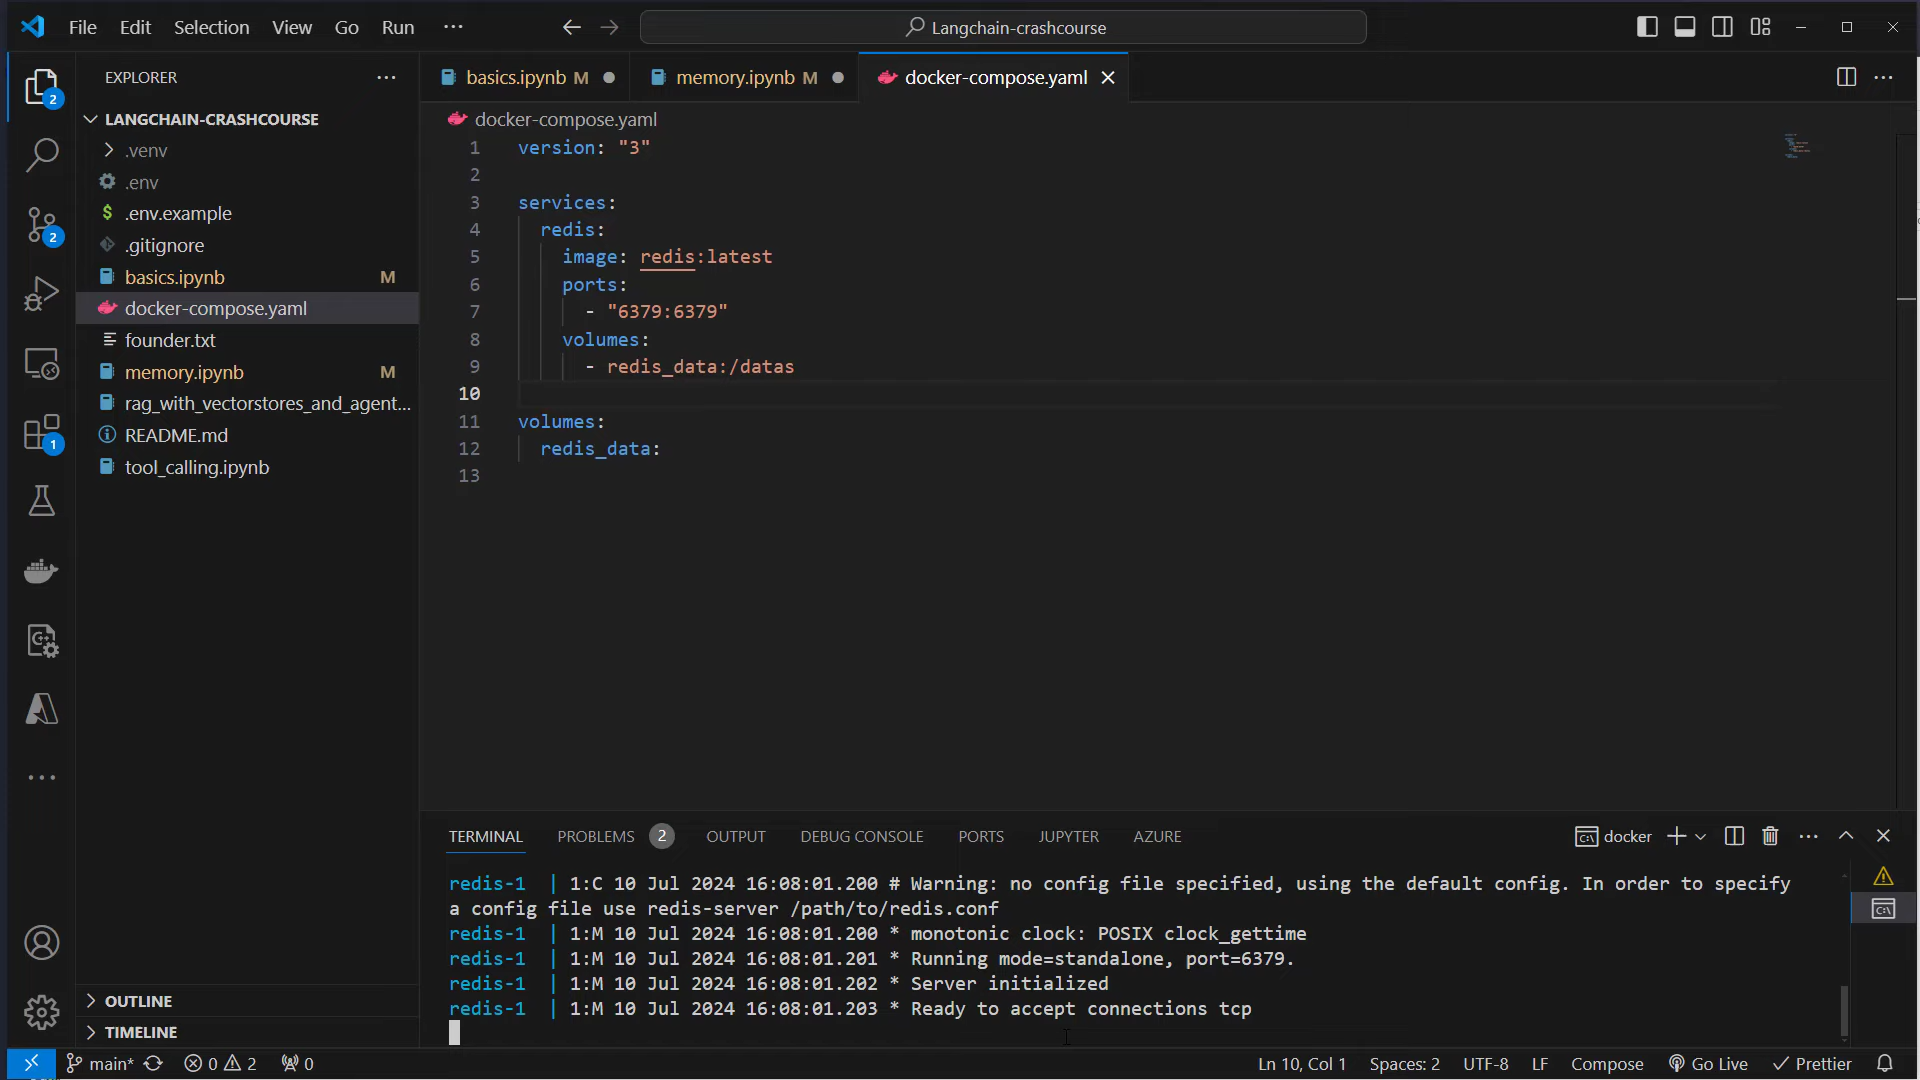 File Edit Selection View Go Run ··· Langchain-crashcourse
EXPLORER
LANGCHAIN-CRASHCOURSE
.venv
.env
.env.example
.gitignore
basics.ipynb M
docker-compose.yaml
founder.txt
memory.ipynb M
rag_with_vectorstores_and_agent...
README.md
tool_calling.ipynb
OUTLINE
TIMELINE
2
2
1
basics.ipynb M memory.ipynb M docker-compose.yaml
docker-compose.yaml
1 version: "3"
2
3 services:
4 redis:
5 image: redis:latest
6 ports:
7 - "6379:6379"
8 volumes:
9 - redis_data:/datas
10
11 volumes:
12 redis_data:
13
TERMINAL PROBLEMS 2 OUTPUT DEBUG CONSOLE PORTS JUPYTER AZURE docker
redis-1 | 1:C 10 Jul 2024 16:08:01.200 # Warning: no config file specified, using the default config. In order to specify
a config file use redis-server /path/to/redis.conf
redis-1 | 1:M 10 Jul 2024 16:08:01.200 * monotonic clock: POSIX clock_gettime
redis-1 | 1:M 10 Jul 2024 16:08:01.201 * Running mode=standalone, port=6379.
redis-1 | 1:M 10 Jul 2024 16:08:01.202 * Server initialized
redis-1 | 1:M 10 Jul 2024 16:08:01.203 * Ready to accept connections tcp
main* 0 2 0 Ln 10, Col 1 Spaces: 2 UTF-8 LF Compose Go Live Prettier